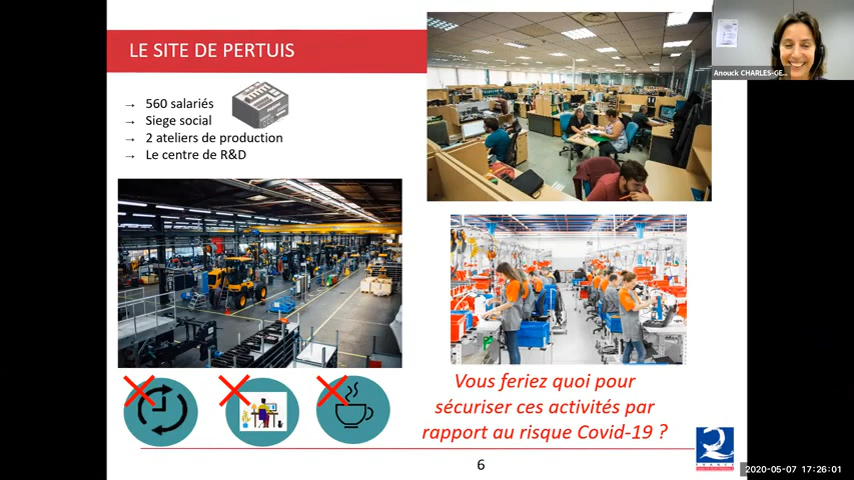 LE SITE DE PERTUIS
→ 560 salariés
→ Siege social
→ 2 ateliers de production
→ Le centre de R&D
Anouck CHARLES-GE...
Vous feriez quoi pour
sécuriser ces activités par
rapport au risque Covid-19 ?
6
FRANCE
2020-05-07 17:26:01